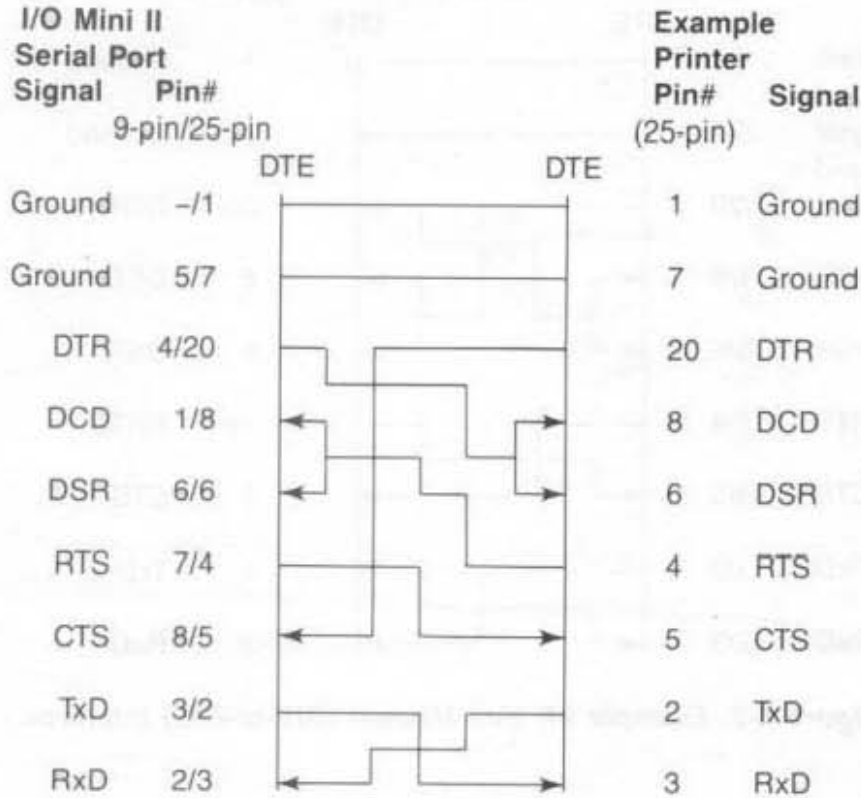 I/O Mini II
Serial Port
Signal Pin#
9-pin/25-pin
Example
Printer
Pin# Signal
(25-pin)
DTE DTE
Ground –/1 1 Ground
Ground 5/7 7 Ground
DTR 4/20 20 DTR
DCD 1/8 8 DCD
DSR 6/6 6 DSR
RTS 7/4 4 RTS
CTS 8/5 5 CTS
TxD 3/2 2 TxD
RxD 2/3 3 RxD